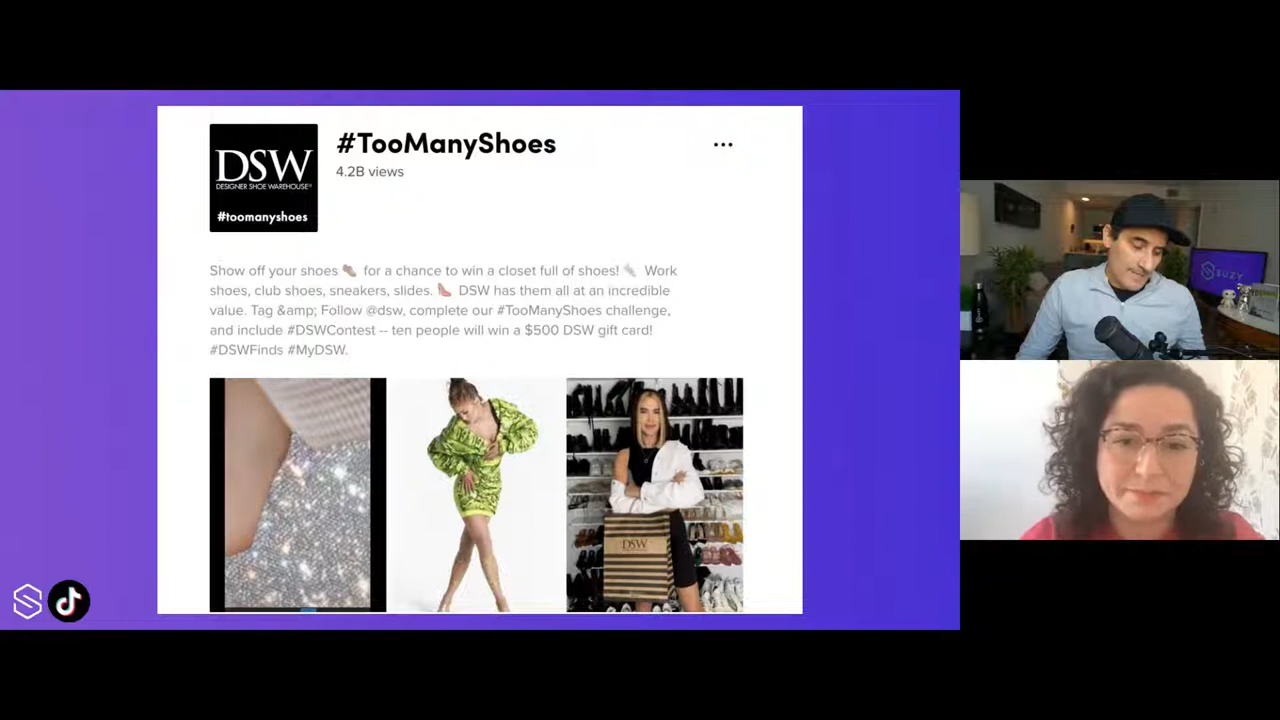 DSW
DESIGNER SHOE WAREHOUSE®
#toomanyshoes
#TooManyShoes
4.2B views
Show off your shoes 👞 for a chance to win a closet full of shoes! 👟 Work
shoes, club shoes, sneakers, slides. 👠 DSW has them all at an incredible
value. Tag &amp; Follow @dsw, complete our #TooManyShoes challenge,
and include #DSWContest -- ten people will win a $500 DSW gift card!
#DSWFinds #MyDSW.
DSW
SUZY